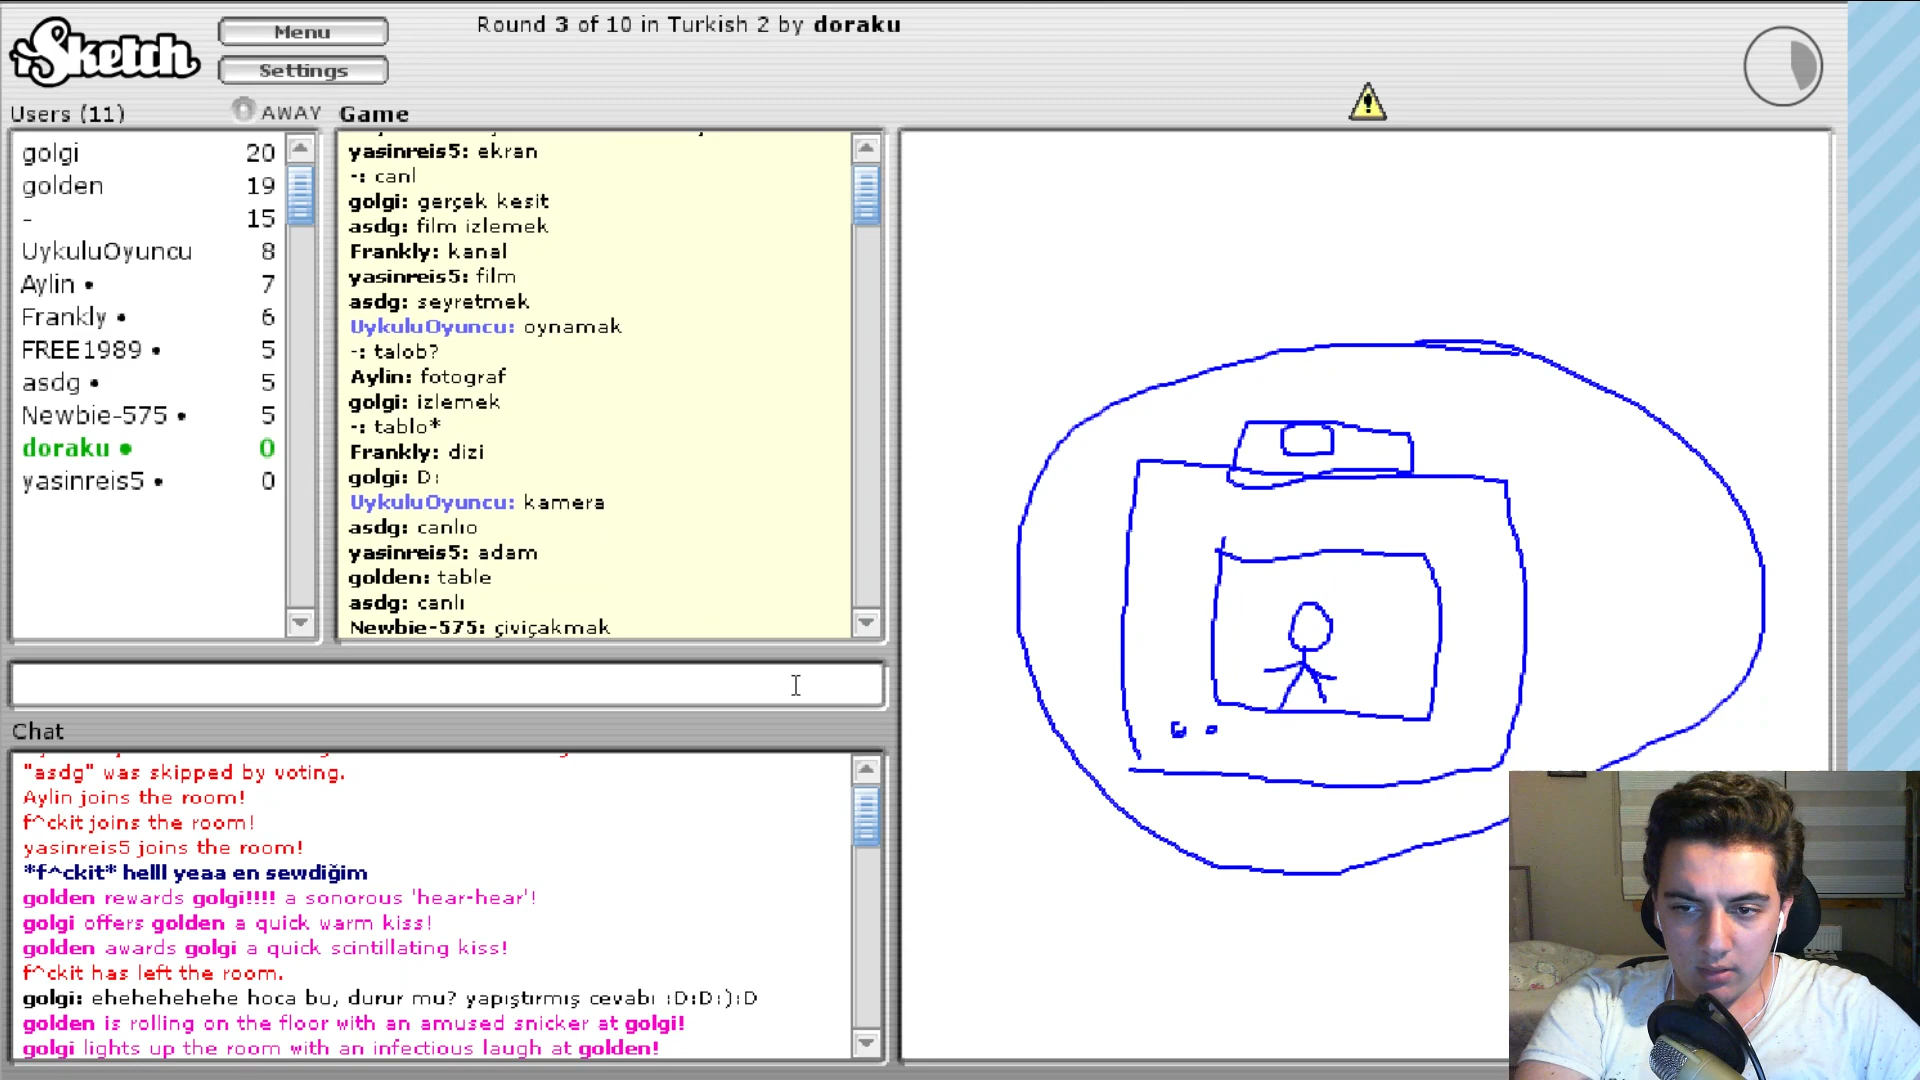 iSketch
Menu
Settings
Round 3 of 10 in Turkish 2 by doraku
Users (11)
AWAY
golgi 20
golden 19
- 15
UykuluOyuncu 8
Aylin • 7
Frankly • 6
FREE1989 • 5
asdg • 5
Newbie-575 • 5
doraku • 0
yasinreis5 • 0
Game
yasinreis5: ekran
-: canl
golgi: gerçek kesit
asdg: film izlemek
Frankly: kanal
yasinreis5: film
asdg: seyretmek
UykuluOyuncu: oynamak
-: talob?
Aylin: fotograf
golgi: izlemek
-: tablo*
Frankly: dizi
golgi: D:
UykuluOyuncu: kamera
asdg: canlıo
yasinreis5: adam
golden: table
asdg: canlı
Newbie-575: çiviçakmak
Chat
"asdg" was skipped by voting.
Aylin joins the room!
f^ckit joins the room!
yasinreis5 joins the room!
*f^ckit* helll yeaa en sewdiğim
golden rewards golgi!!!! a sonorous 'hear-hear'!
golgi offers golden a quick warm kiss!
golden awards golgi a quick scintillating kiss!
f^ckit has left the room.
golgi: ehehehehehe hoca bu, durur mu? yapıştırmış cevabı :D:D:):D
golden is rolling on the floor with an amused snicker at golgi!
golgi lights up the room with an infectious laugh at golden!